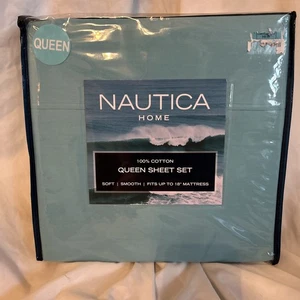 QUEEN
NAUTICA
HOME
100% COTTON
QUEEN SHEET SET
SOFT | SMOOTH | FITS UP TO 18" MATTRESS